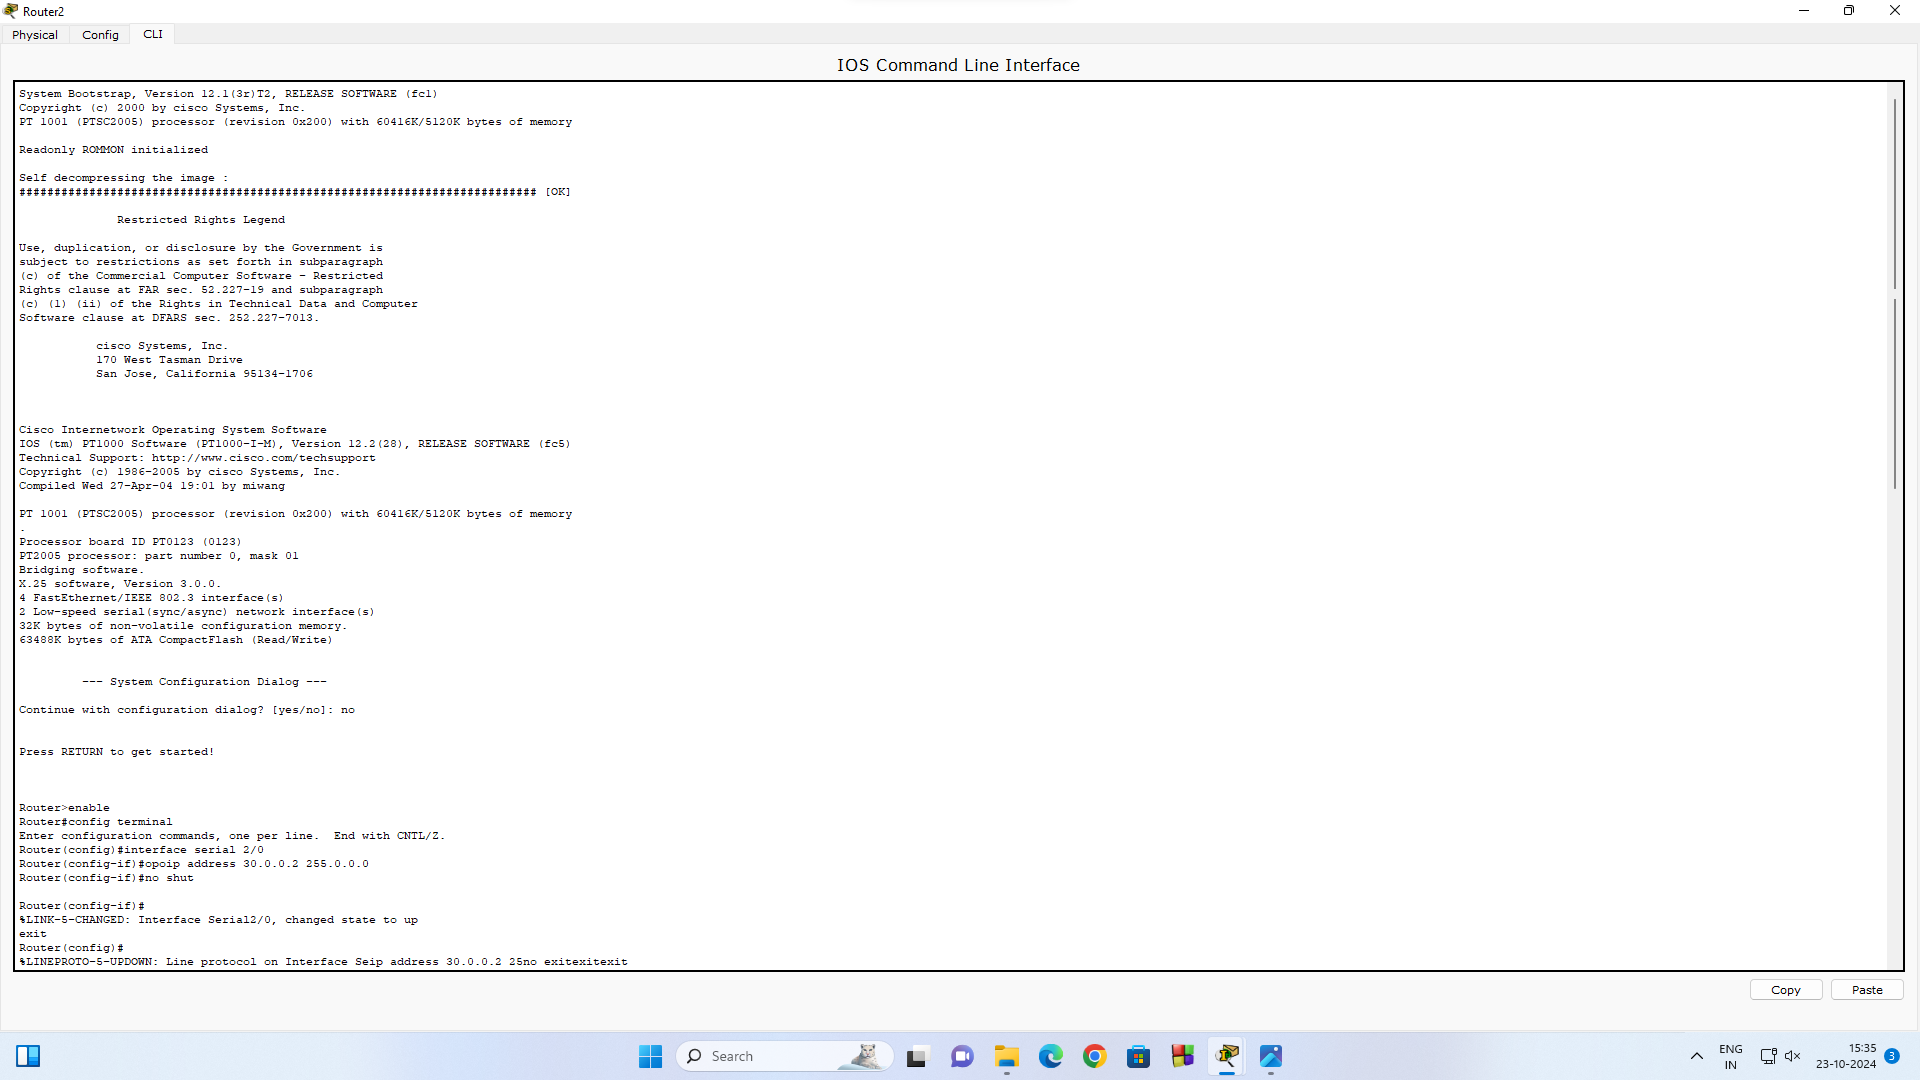 Router2
Physical
Config
CLI
IOS Command Line Interface
System Bootstrap, Version 12.1(3r)T2, RELEASE SOFTWARE (fc1)
Copyright (c) 2000 by cisco Systems, Inc.
PT 1001 (PTSC2005) processor (revision 0x200) with 60416K/5120K bytes of memory
Readonly ROMMON initialized
Self decompressing the image :
########################################################################## [OK]
Restricted Rights Legend
Use, duplication, or disclosure by the Government is
subject to restrictions as set forth in subparagraph
(c) of the Commercial Computer Software - Restricted
Rights clause at FAR sec. 52.227-19 and subparagraph
(c) (1) (ii) of the Rights in Technical Data and Computer
Software clause at DFARS sec. 252.227-7013.
cisco Systems, Inc.
170 West Tasman Drive
San Jose, California 95134-1706
Cisco Internetwork Operating System Software
IOS (tm) PT1000 Software (PT1000-I-M), Version 12.2(28), RELEASE SOFTWARE (fc5)
Technical Support: http://www.cisco.com/techsupport
Copyright (c) 1986-2005 by cisco Systems, Inc.
Compiled Wed 27-Apr-04 19:01 by miwang
PT 1001 (PTSC2005) processor (revision 0x200) with 60416K/5120K bytes of memory
.
Processor board ID PT0123 (0123)
PT2005 processor: part number 0, mask 01
Bridging software.
X.25 software, Version 3.0.0.
4 FastEthernet/IEEE 802.3 interface(s)
2 Low-speed serial(sync/async) network interface(s)
32K bytes of non-volatile configuration memory.
63488K bytes of ATA CompactFlash (Read/Write)
--- System Configuration Dialog ---
Continue with configuration dialog? [yes/no]: no
Press RETURN to get started!
Router>enable
Router#config terminal
Enter configuration commands, one per line.  End with CNTL/Z.
Router(config)#interface serial 2/0
Router(config-if)#opoip address 30.0.0.2 255.0.0.0
Router(config-if)#no shut
Router(config-if)#
%LINK-5-CHANGED: Interface Serial2/0, changed state to up
exit
Router(config)#
%LINEPROTO-5-UPDOWN: Line protocol on Interface Seip address 30.0.0.2 25no exitexitexit
Copy
Paste
Search
ENG
IN
15:35
23-10-2024
3